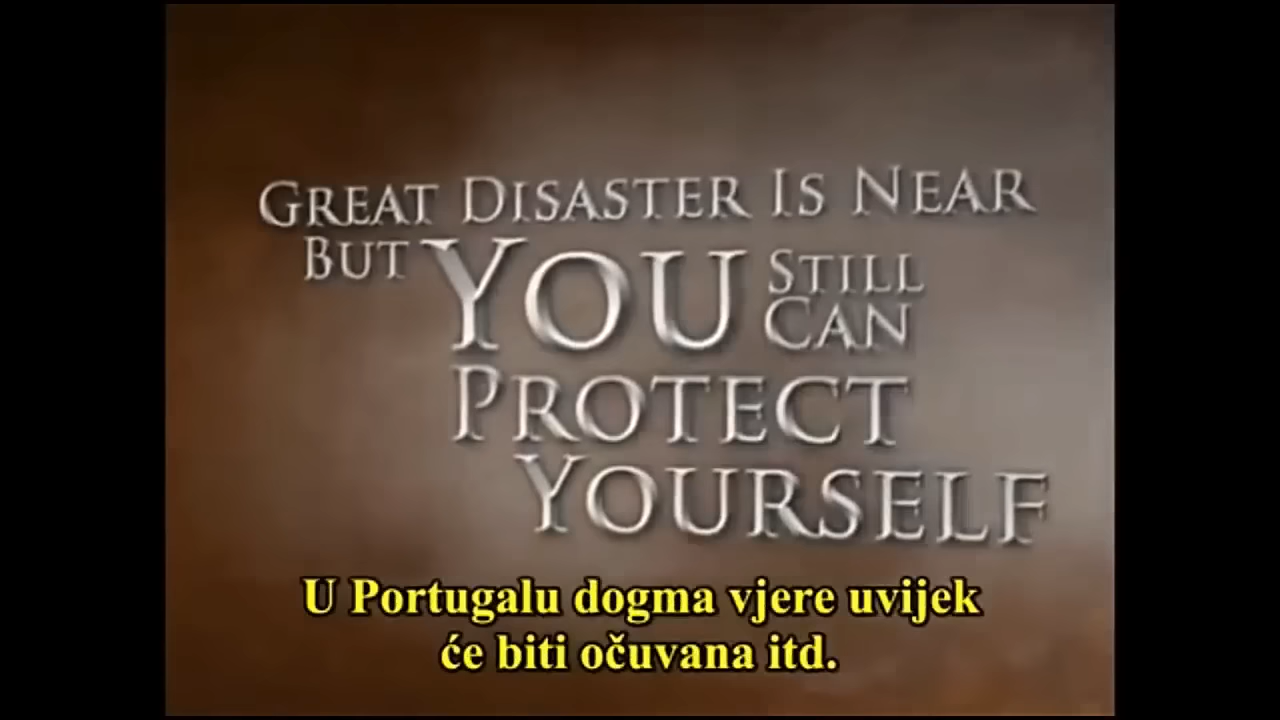 GREAT DISASTER IS NEAR
BUT YOU STILL CAN
PROTECT
YOURSELF
U Portugalu dogma vjere uvijek
će biti očuvana itd.